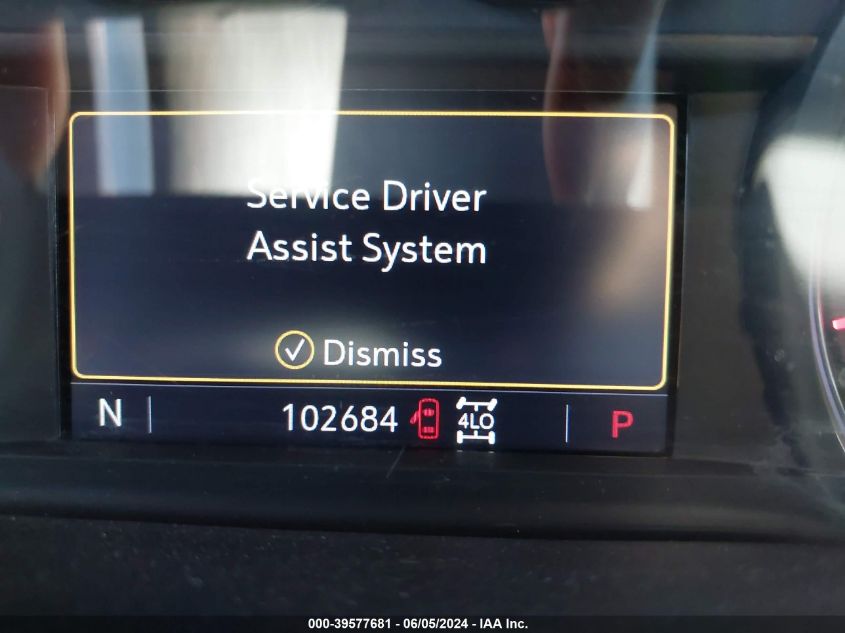 Service Driver
Assist System
Dismiss
N 102684 4LO P
000-39577681 - 06/05/2024 - IAA Inc.